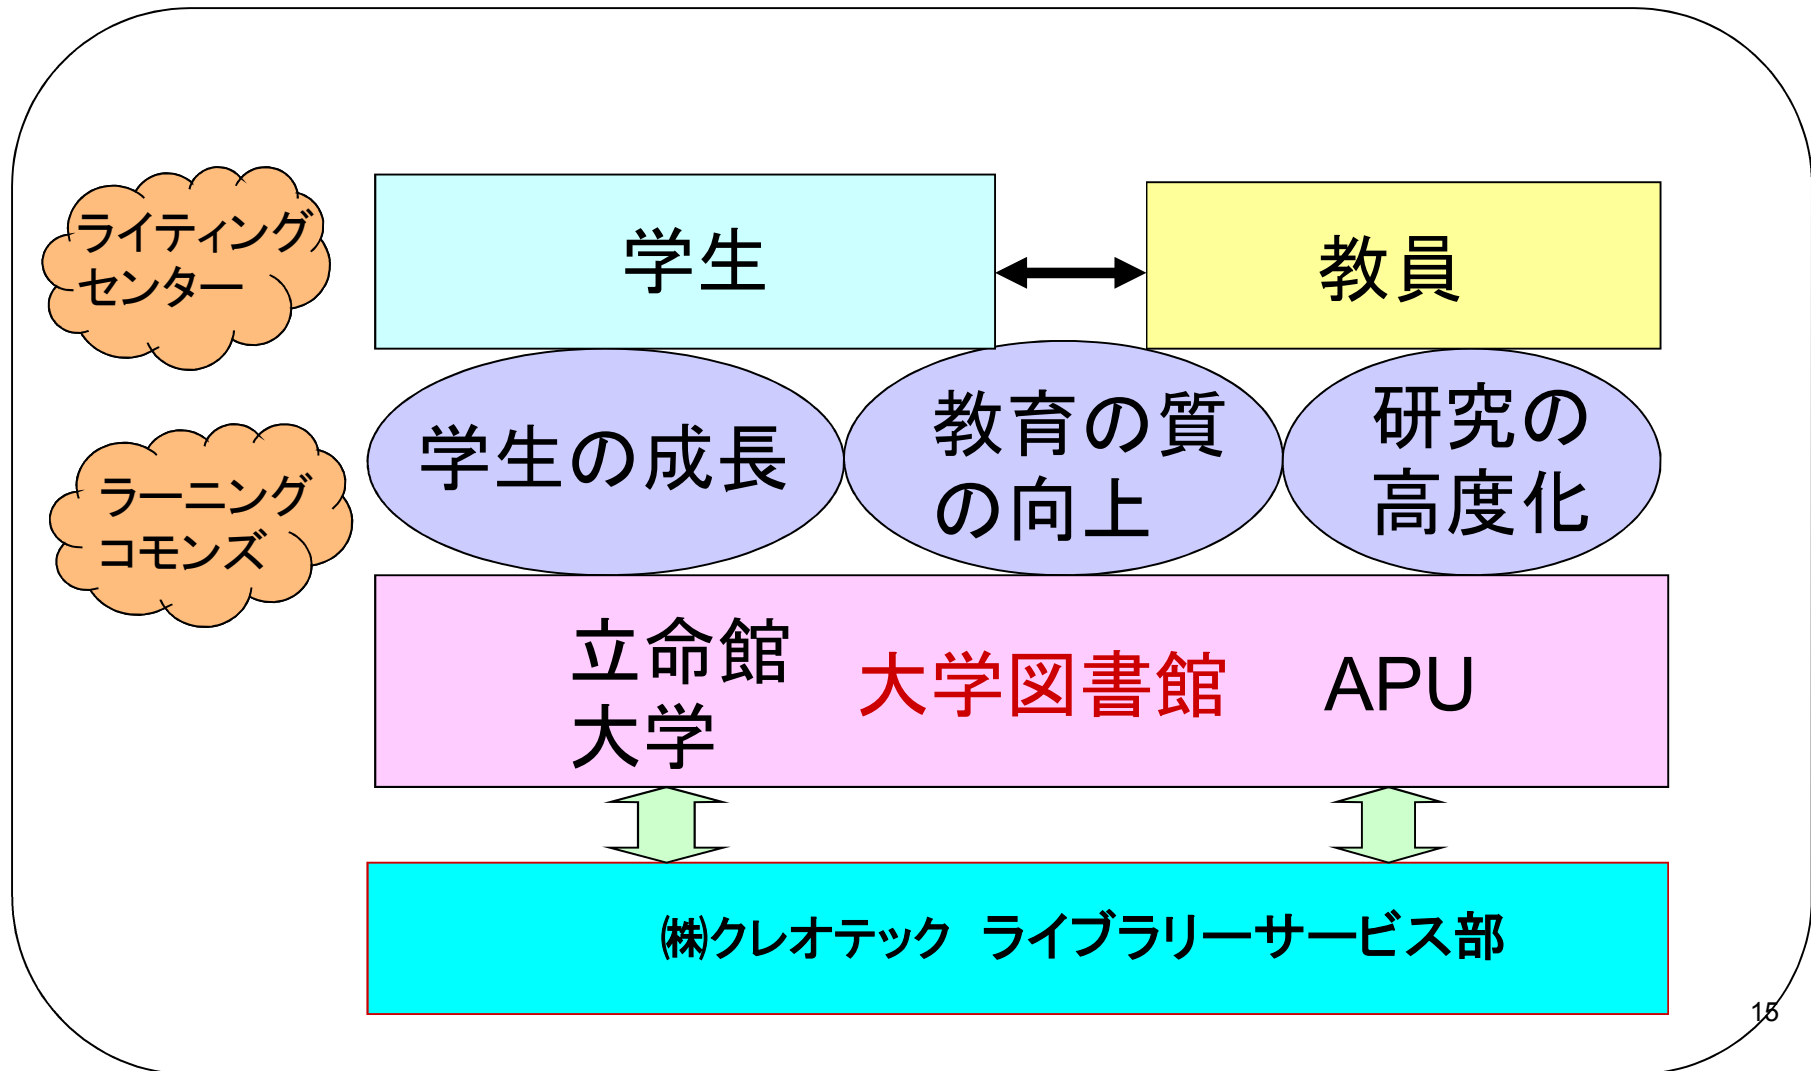 ライティング
センター
学生
教員
学生の成長
教育の質
の向上
研究の
高度化
ラーニング
コモンズ
立命館
大学
大学図書館
APU
㈱クレオテック ライブラリーサービス部
15